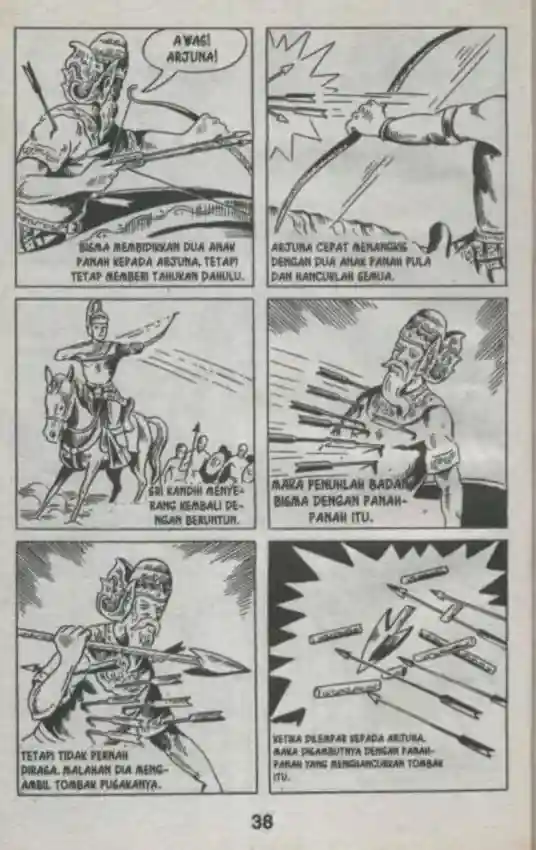 AWAS!
ARJUNA!
BISMA MEMBIDIKKAN DUA ANAK
PANAH KEPADA ARJUNA, TETAPI
TETAP MEMBERI TAHUKAN DAHULU.
ARJUNA CEPAT MENANGKIS
DENGAN DUA ANAK PANAH PULA
DAN HANCURLAH SEMUA.
SRI KANDHI MENYE-
RANG KEMBALI DE-
NGAN BERUNTUN.
MAKA PENUHLAH BADAN
BISMA DENGAN PANAH-
PANAH ITU.
TETAPI TIDAK PERNAH
DIRASA. MALAHAN DIA MENG-
AMBIL TOMBAK PUSAKANYA.
KETIKA DILEMPAR KEPADA ARJUNA,
MAKA DISAMBUTNYA DENGAN PANAH-
PANAH YANG MENGHANCURKAN TOMBAK
ITU.
38